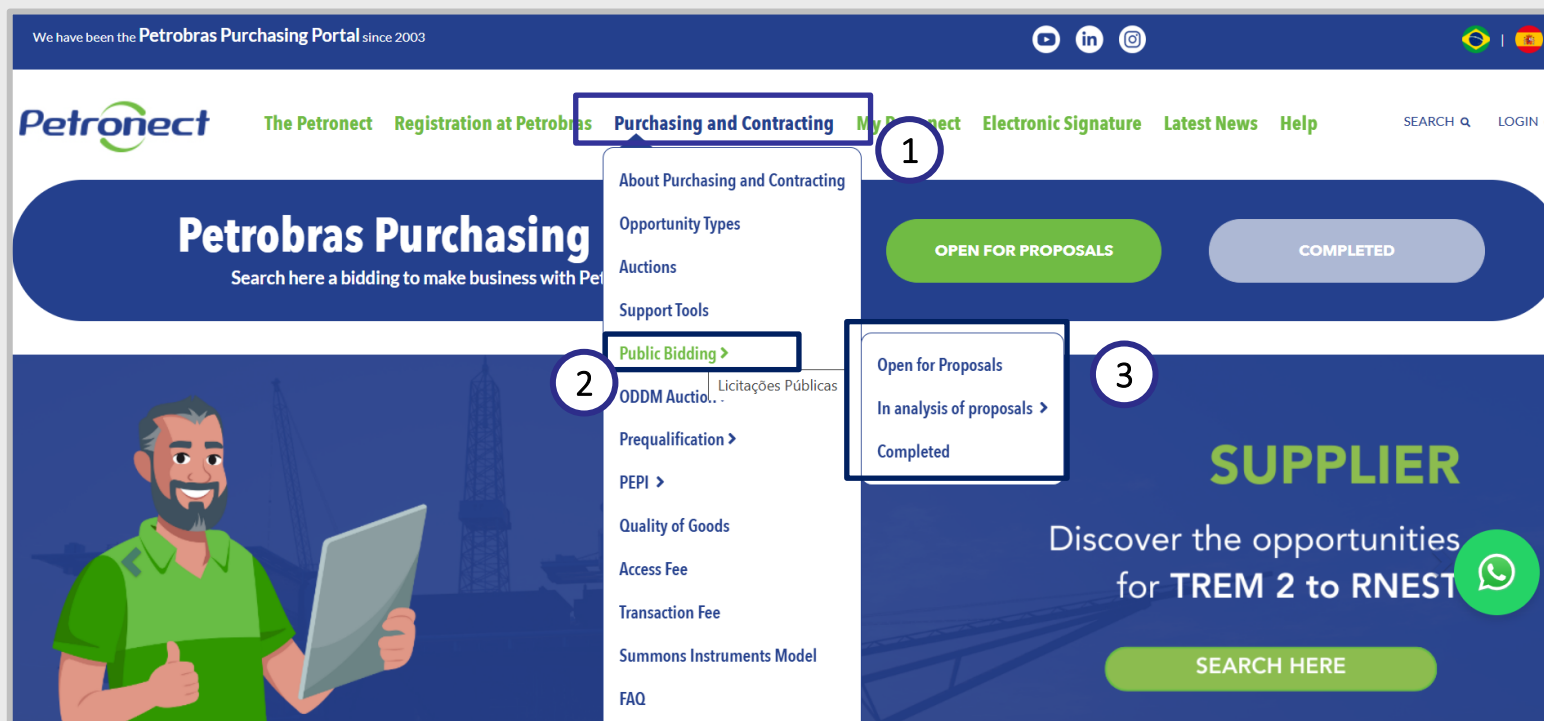 We have been the Petrobras Purchasing Portal since 2003
Petronect
The Petronect Registration at Petrobras Purchasing and Contracting My Petronect Electronic Signature Latest News Help SEARCH LOGIN
1
About Purchasing and Contracting
Opportunity Types
Auctions
Support Tools
Public Bidding
Licitações Públicas
ODDM Auction
Prequalification
PEPI
Quality of Goods
Access Fee
Transaction Fee
Summons Instruments Model
FAQ
2
Open for Proposals
In analysis of proposals
Completed
3
Petrobras Purchasing
Search here a bidding to make business with Pet
OPEN FOR PROPOSALS
COMPLETED
SUPPLIER
Discover the opportunities
for TREM 2 to RNEST
SEARCH HERE